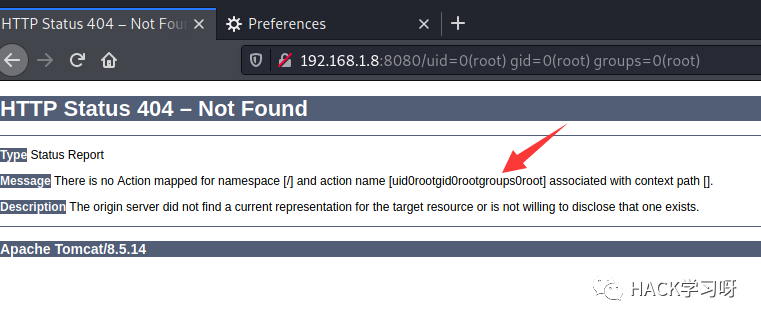 HTTP Status 404 – Not Foun
Preferences
192.168.1.8:8080/uid=0(root) gid=0(root) groups=0(root)
HTTP Status 404 – Not Found
Type Status Report
Message There is no Action mapped for namespace [/] and action name [uid0rootgid0rootgroups0root] associated with context path [].
Description The origin server did not find a current representation for the target resource or is not willing to disclose that one exists.
Apache Tomcat/8.5.14
HACK学习呀